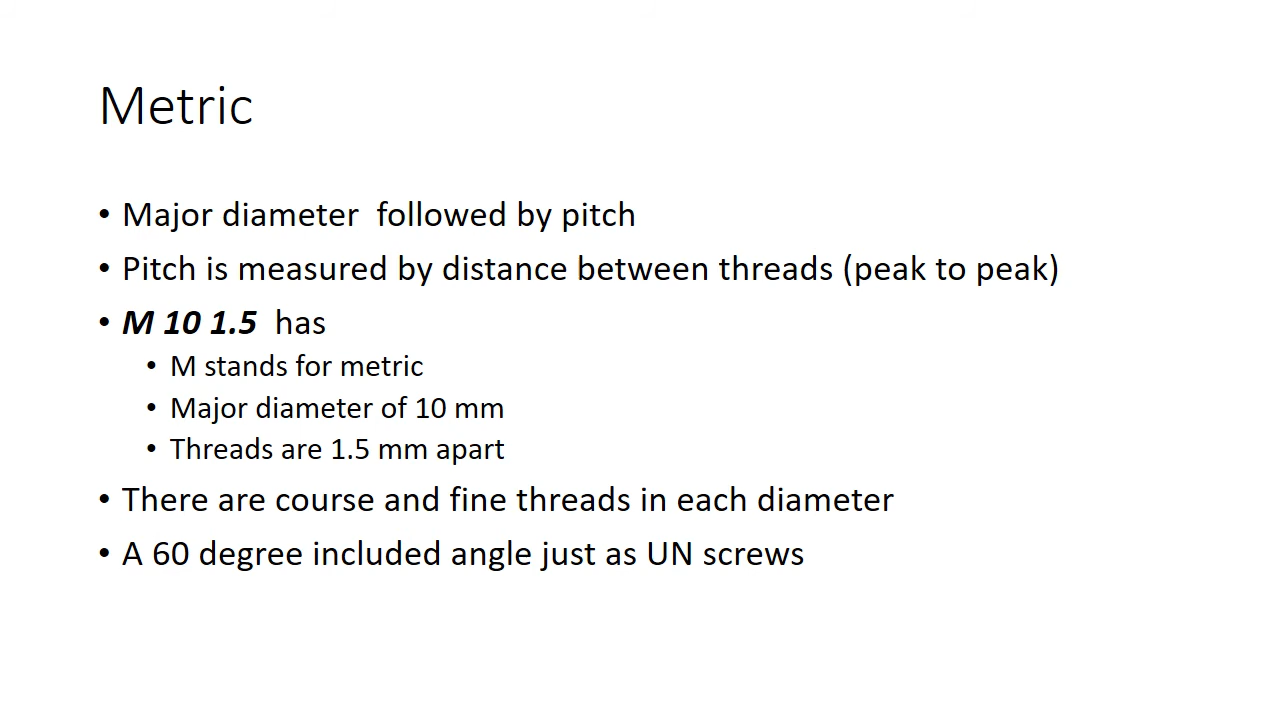 Metric
• Major diameter  followed by pitch
• Pitch is measured by distance between threads (peak to peak)
• M 10 1.5  has
• M stands for metric
• Major diameter of 10 mm
• Threads are 1.5 mm apart
• There are course and fine threads in each diameter
• A 60 degree included angle just as UN screws